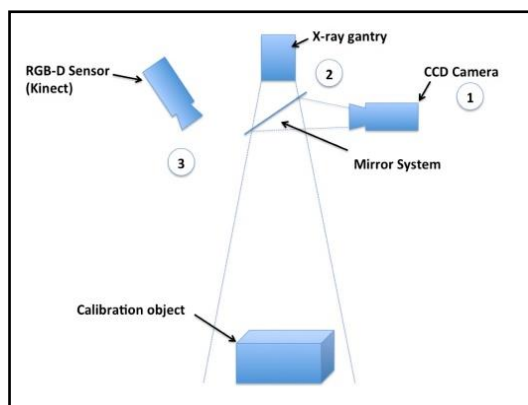 X-ray gantry
RGB-D Sensor
(Kinect)
2
CCD Camera
1
Mirror System
3
Calibration object